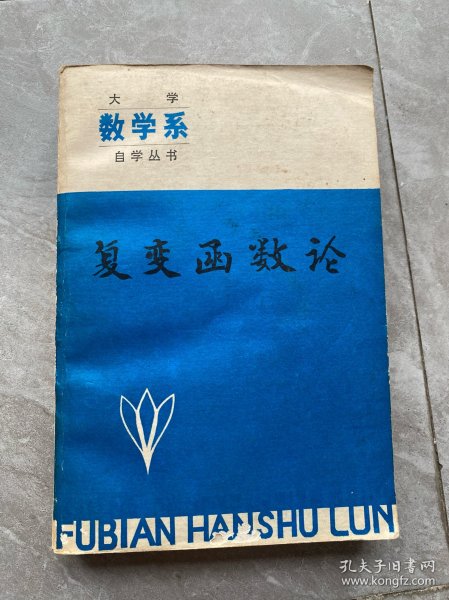 大学
数学系
自学丛书
复变函数论
FUBIAN HANSHU LUN
孔夫子旧书网
www.kongfz.com